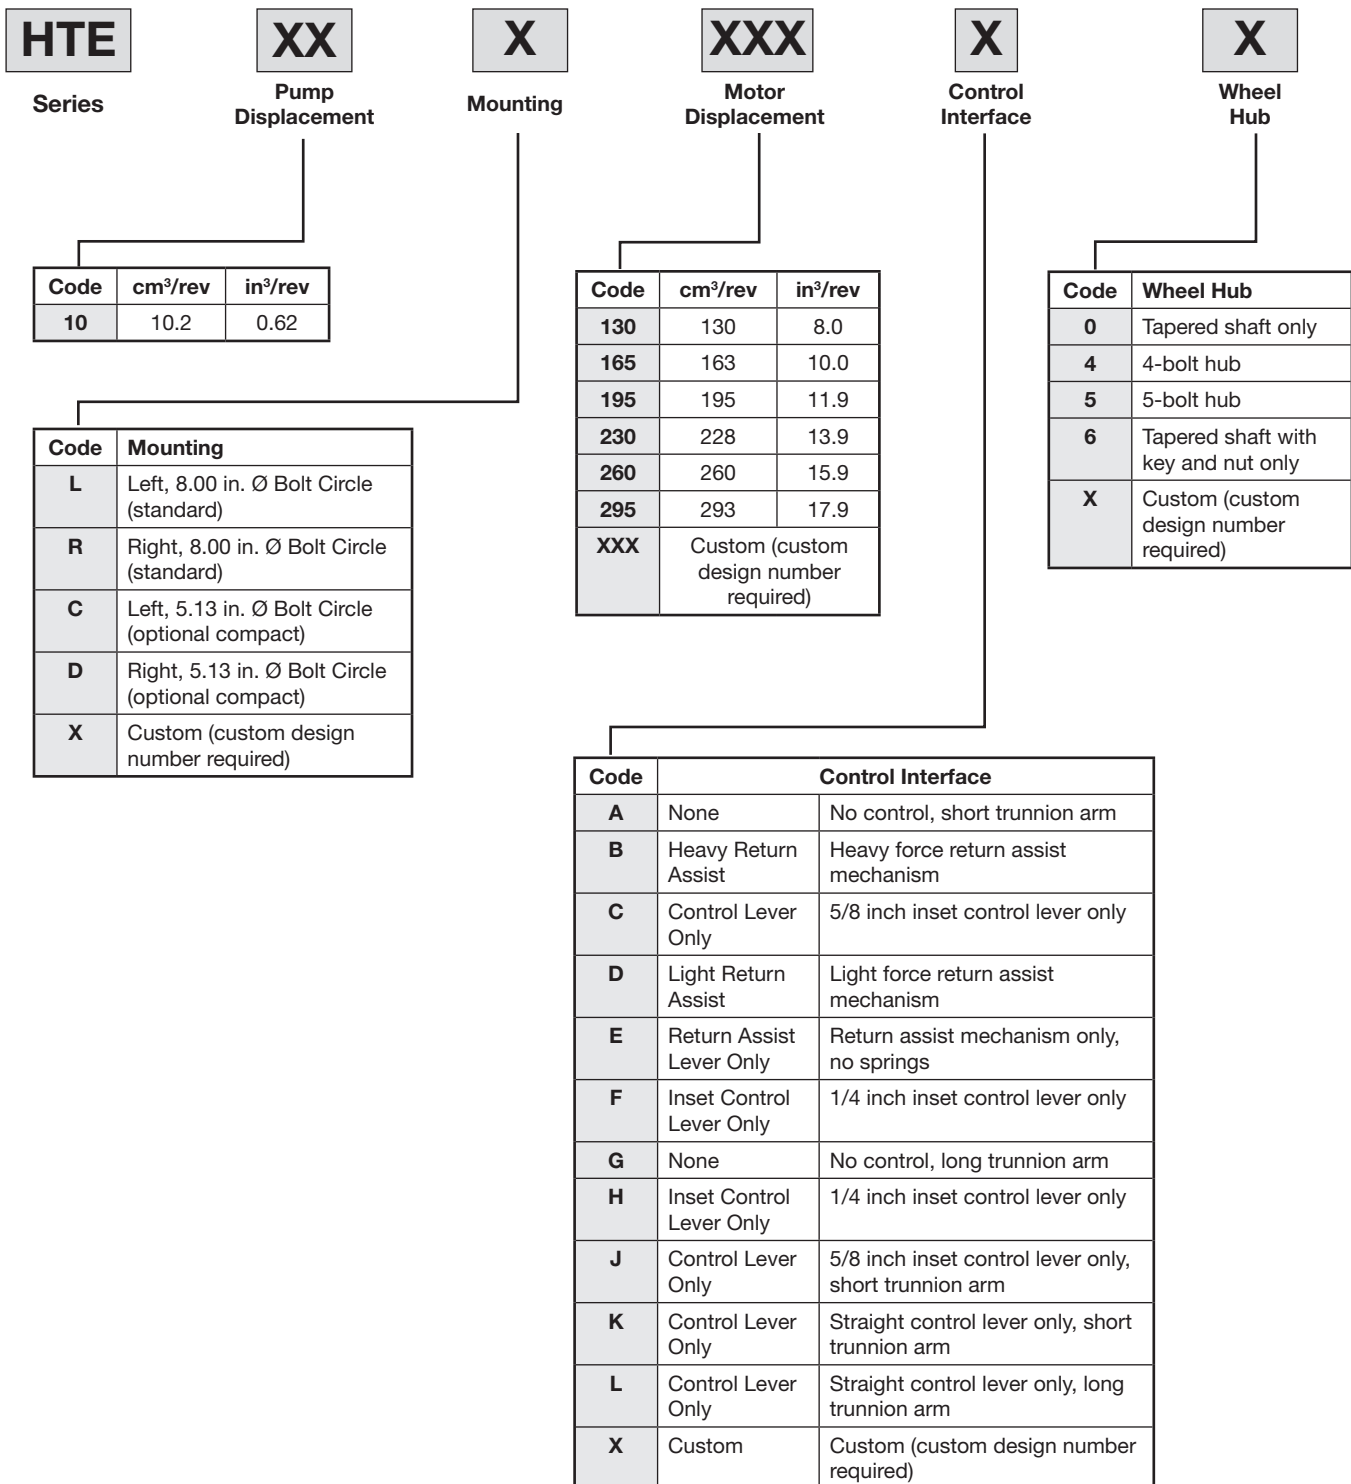 HTE XX X XXX X X
Series
Pump
Displacement
Mounting
Motor
Displacement
Control
Interface
Wheel
Hub
Code cm³/rev in³/rev
10 10.2 0.62
Code Mounting
L Left, 8.00 in. Ø Bolt Circle
(standard)
R Right, 8.00 in. Ø Bolt Circle
(standard)
C Left, 5.13 in. Ø Bolt Circle
(optional compact)
D Right, 5.13 in. Ø Bolt Circle
(optional compact)
X Custom (custom design
number required)
Code cm³/rev in³/rev
130 130 8.0
165 163 10.0
195 195 11.9
230 228 13.9
260 260 15.9
295 293 17.9
XXX Custom (custom
design number
required)
Code Wheel Hub
0 Tapered shaft only
4 4-bolt hub
5 5-bolt hub
6 Tapered shaft with
key and nut only
X Custom (custom
design number
required)
Code Control Interface
A None No control, short trunnion arm
B Heavy Return Heavy force return assist
Assist mechanism
C Control Lever 5/8 inch inset control lever only
Only
D Light Return Light force return assist
Assist mechanism
E Return Assist Return assist mechanism only,
Lever Only no springs
F Inset Control 1/4 inch inset control lever only
Lever Only
G None No control, long trunnion arm
H Inset Control 1/4 inch inset control lever only
Lever Only
J Control Lever 5/8 inch inset control lever only,
Only short trunnion arm
K Control Lever Straight control lever only, short
Only trunnion arm
L Control Lever Straight control lever only, long
Only trunnion arm
X Custom Custom (custom design number
required)